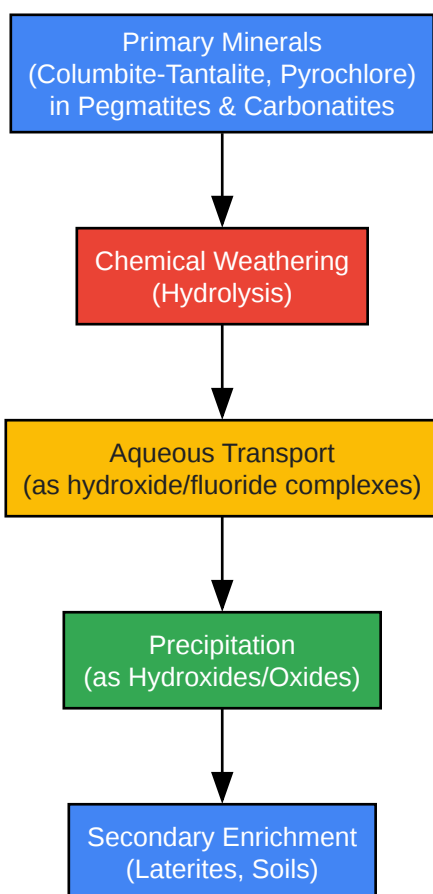 Primary Minerals
(Columbite-Tantalite, Pyrochlore)
in Pegmatites & Carbonatites
Chemical Weathering
(Hydrolysis)
Aqueous Transport
(as hydroxide/fluoride complexes)
Precipitation
(as Hydroxides/Oxides)
Secondary Enrichment
(Laterites, Soils)